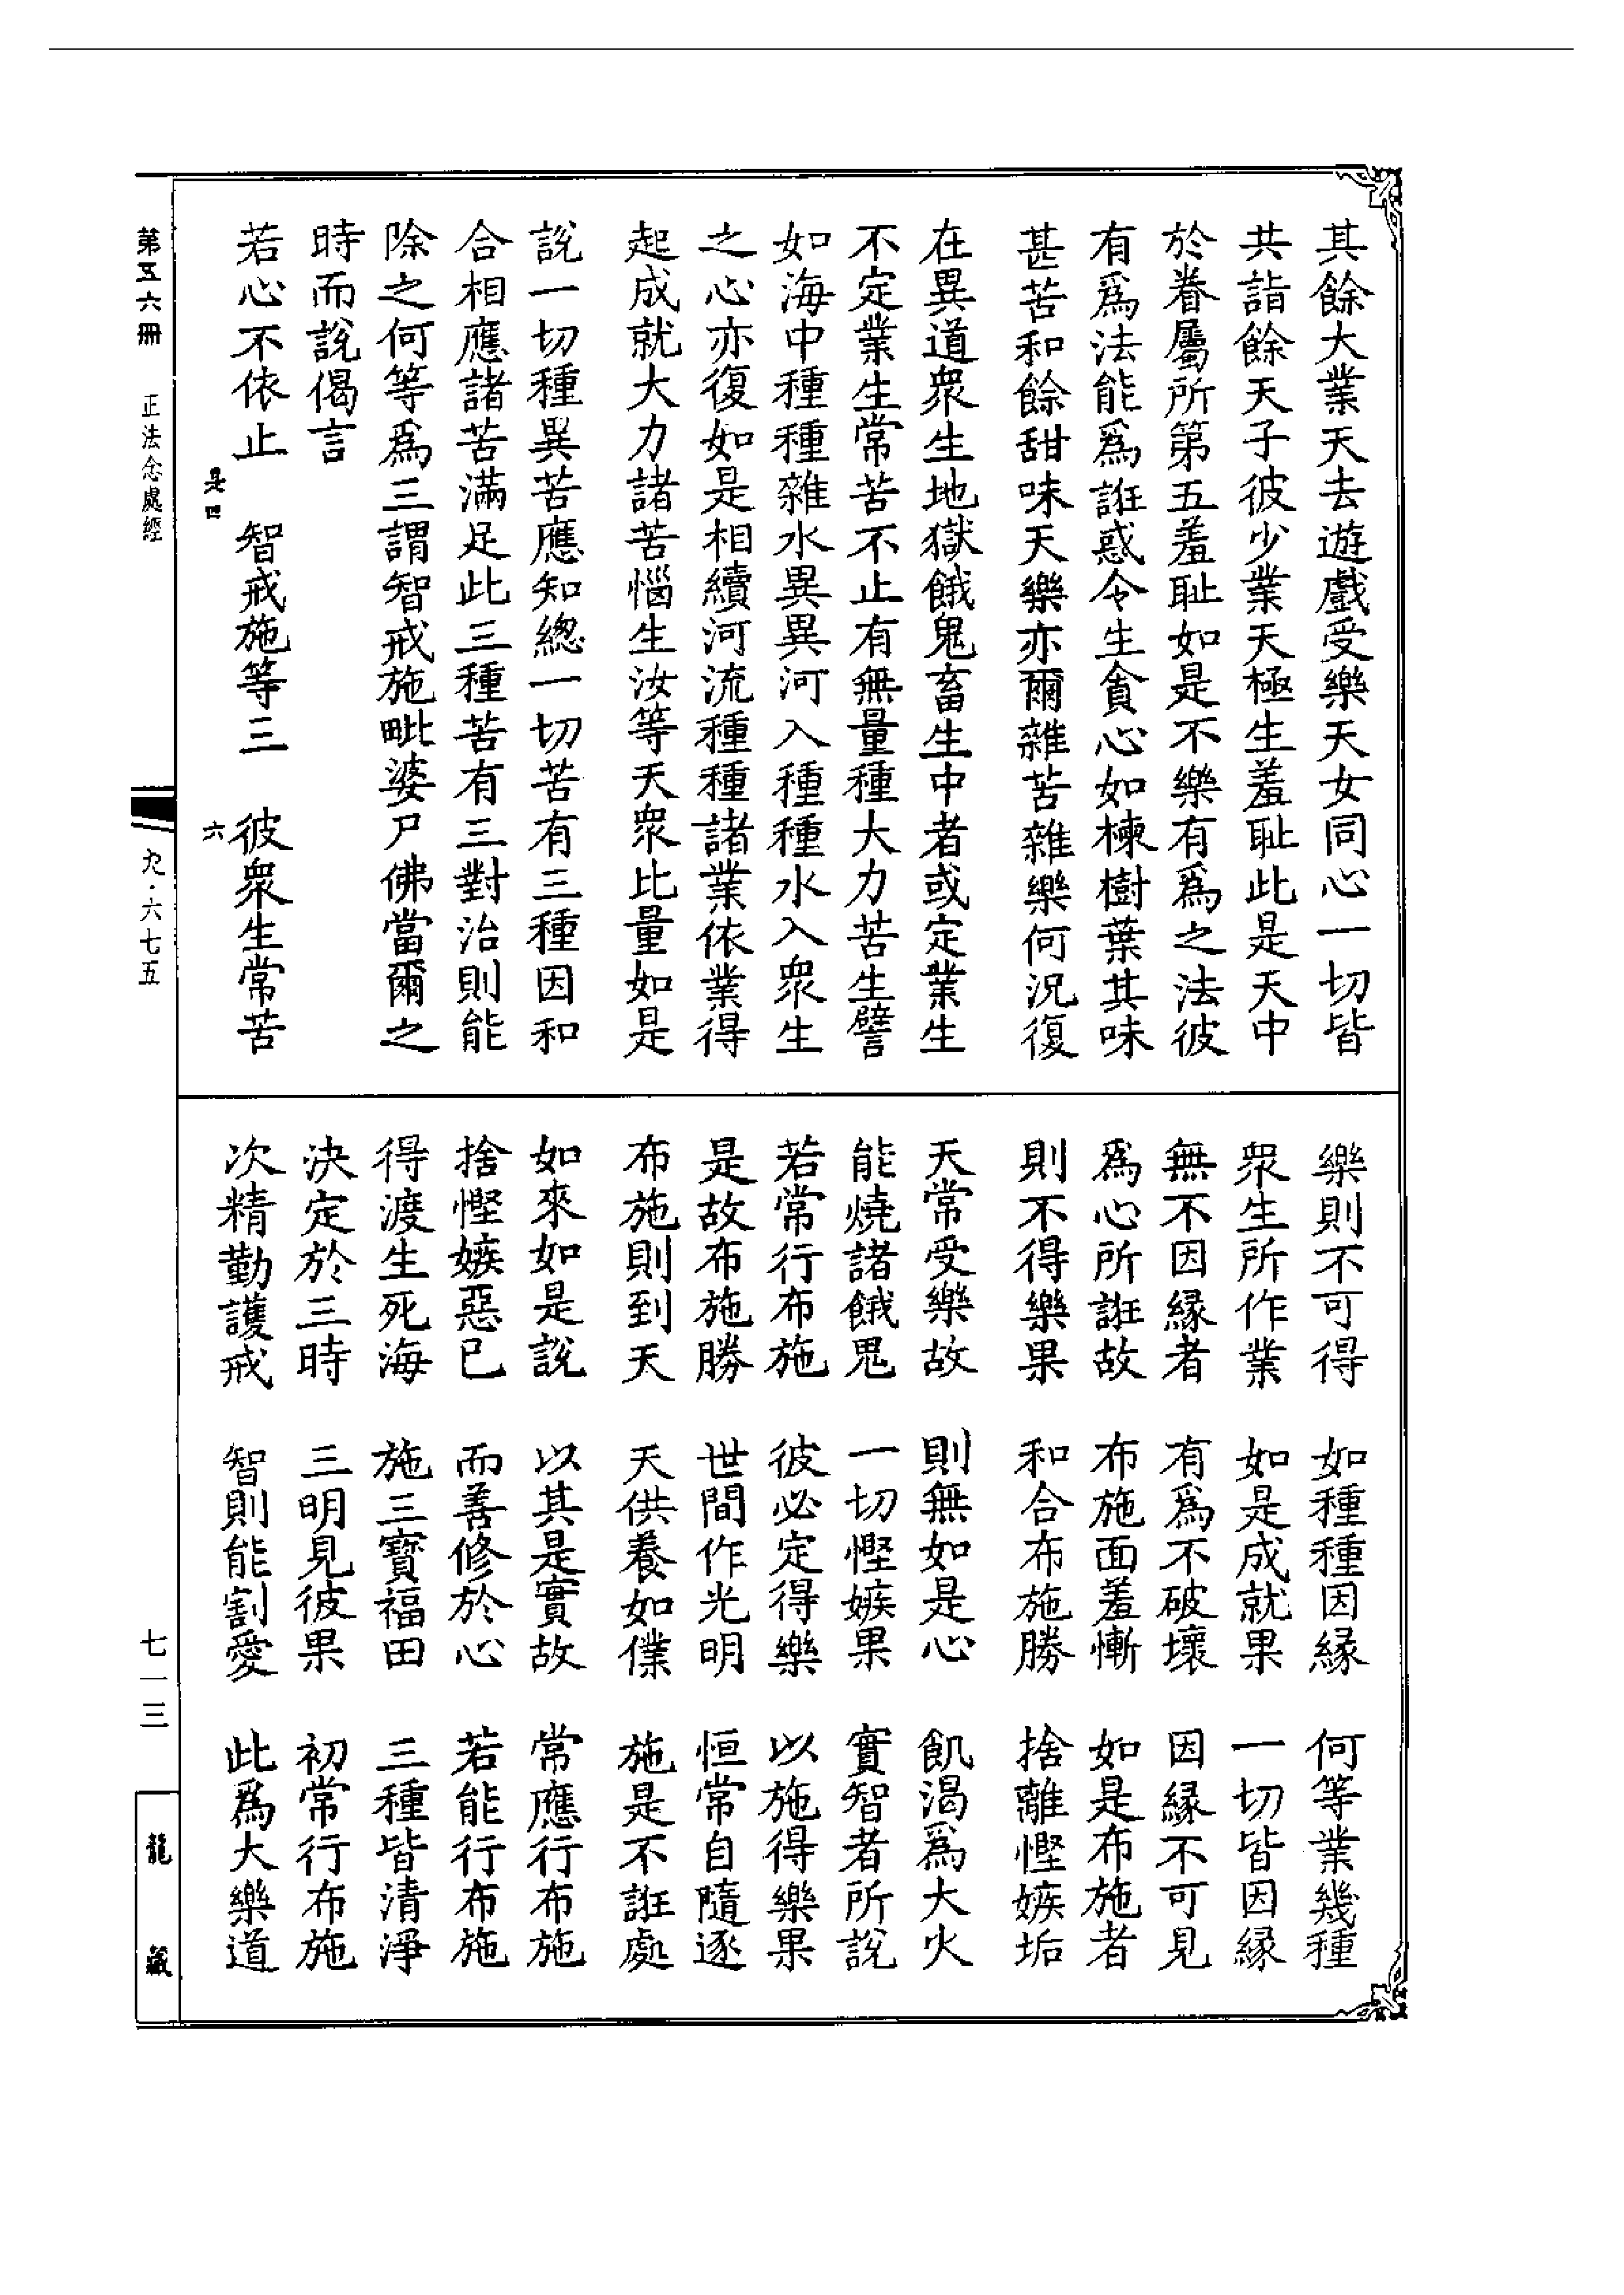 其餘大業天去遊戲受樂天女同心一切皆
共詣餘天子彼少業天極生羞耻此是天中
於眷屬所第五羞耻如是不樂有爲之法彼
有爲法能爲誑惑令生貪心如楝樹葉其味
甚苦和餘甜味天樂亦爾雜苦雜樂何況復
在異道衆生地獄餓鬼畜生中者或定業生
不定業生常苦不止有無量種大力苦生譬
如海中種種雜水異異河入種種水入衆生
之心亦復如是相續河流種種諸業依業得
起成就大力諸苦惱生汝等天衆比量如是
說一切種異苦應知總一切苦有三種因和
合相應諸苦滿足此三種苦有三對治則能
除之何等爲三謂智戒施毗婆尸佛當爾之
時而說偈言
若心不依止　智戒施等三　彼衆生常苦
樂則不可得　如種種因緣　何等業幾種
衆生所作業　如是成就果　一切皆因緣
無不因緣者　有爲不破壞　因緣不可見
爲心所誑故　布施面羞慚　如是布施者
則不得樂果　和合布施勝　捨離慳嫉垢
天常受樂故　則無如是心　飢渴爲大火
能燒諸餓鬼　一切慳嫉果　實智者所說
若常行布施　彼必定得樂　以施得樂果
是故布施勝　世間作光明　恒常自隨逐
布施則到天　天供養如僕　施是不誑處
如來如是說　以其是實故　常應行布施
捨慳嫉惡已　而善修於心　若能行布施
得渡生死海　施三寶福田　三種皆清淨
決定於三時　三明見彼果　初常行布施
次精勤護戒　智則能割愛　此爲大樂道
是四　六
第五六冊　正法念處經　九·六七五　七一三　龍藏